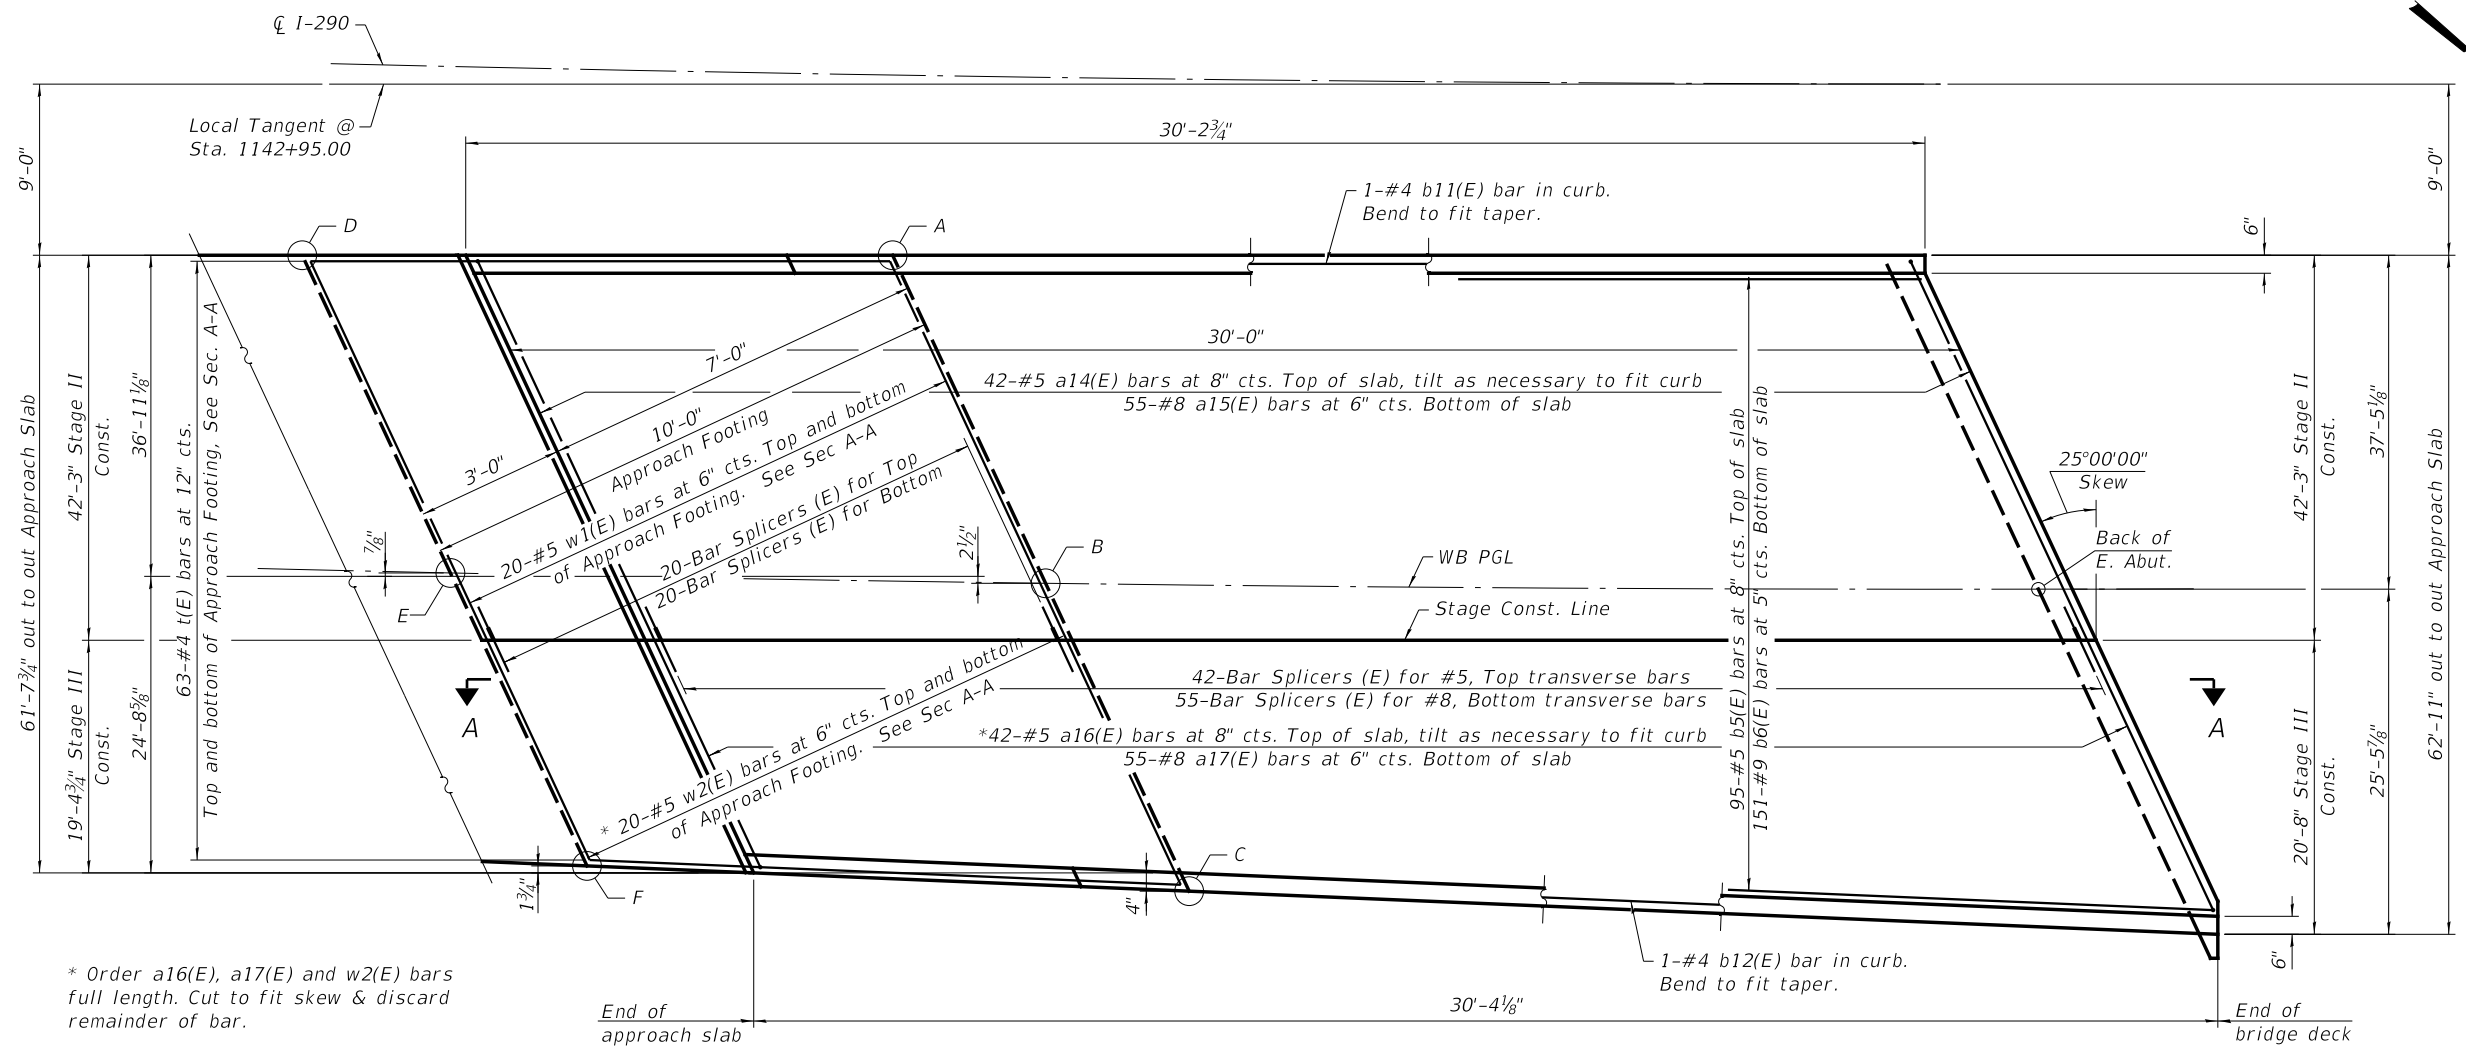 ℄ I-290
Local Tangent @
Sta. 1142+95.00
9'-0"
30'-2¾"
9'-0"
1-#4 b11(E) bar in curb.
Bend to fit taper.
6"
D
A
30'-0"
7'-0"
42-#5 a14(E) bars at 8" cts. Top of slab, tilt as necessary to fit curb
55-#8 a15(E) bars at 6" cts. Bottom of slab
10'-0"
Approach Footing
3'-0"
20-#5 w1(E) bars at 6" cts. Top and bottom
of Approach Footing. See Sec A-A
20-Bar Splicers (E) for Top
20-Bar Splicers (E) for Bottom
61'-7¾" out to out Approach Slab
42'-3" Stage II
Const.
36'-11⅛"
63-#4 t(E) bars at 12" cts.
Top and bottom of Approach Footing, See Sec. A-A
19'-4¾" Stage III
Const.
24'-8⅝"
⅞"
2½"
B
E
WB PGL
Stage Const. Line
95-#5 b5(E) bars at 8" cts. Top of slab
151-#9 b6(E) bars at 5" cts. Bottom of slab
25°00'00"
Skew
Back of
E. Abut.
42'-3" Stage II
Const.
37'-5⅛"
62'-11" out to out Approach Slab
20'-8" Stage III
Const.
25'-5⅞"
42-Bar Splicers (E) for #5, Top transverse bars
55-Bar Splicers (E) for #8, Bottom transverse bars
*42-#5 a16(E) bars at 8" cts. Top of slab, tilt as necessary to fit curb
55-#8 a17(E) bars at 6" cts. Bottom of slab
* 20-#5 w2(E) bars at 6" cts. Top and bottom
of Approach Footing. See Sec A-A
A
A
1¾"
F
4"
C
6"
1-#4 b12(E) bar in curb.
Bend to fit taper.
* Order a16(E), a17(E) and w2(E) bars
full length. Cut to fit skew & discard
remainder of bar.
End of
approach slab
30'-4⅛"
End of
bridge deck